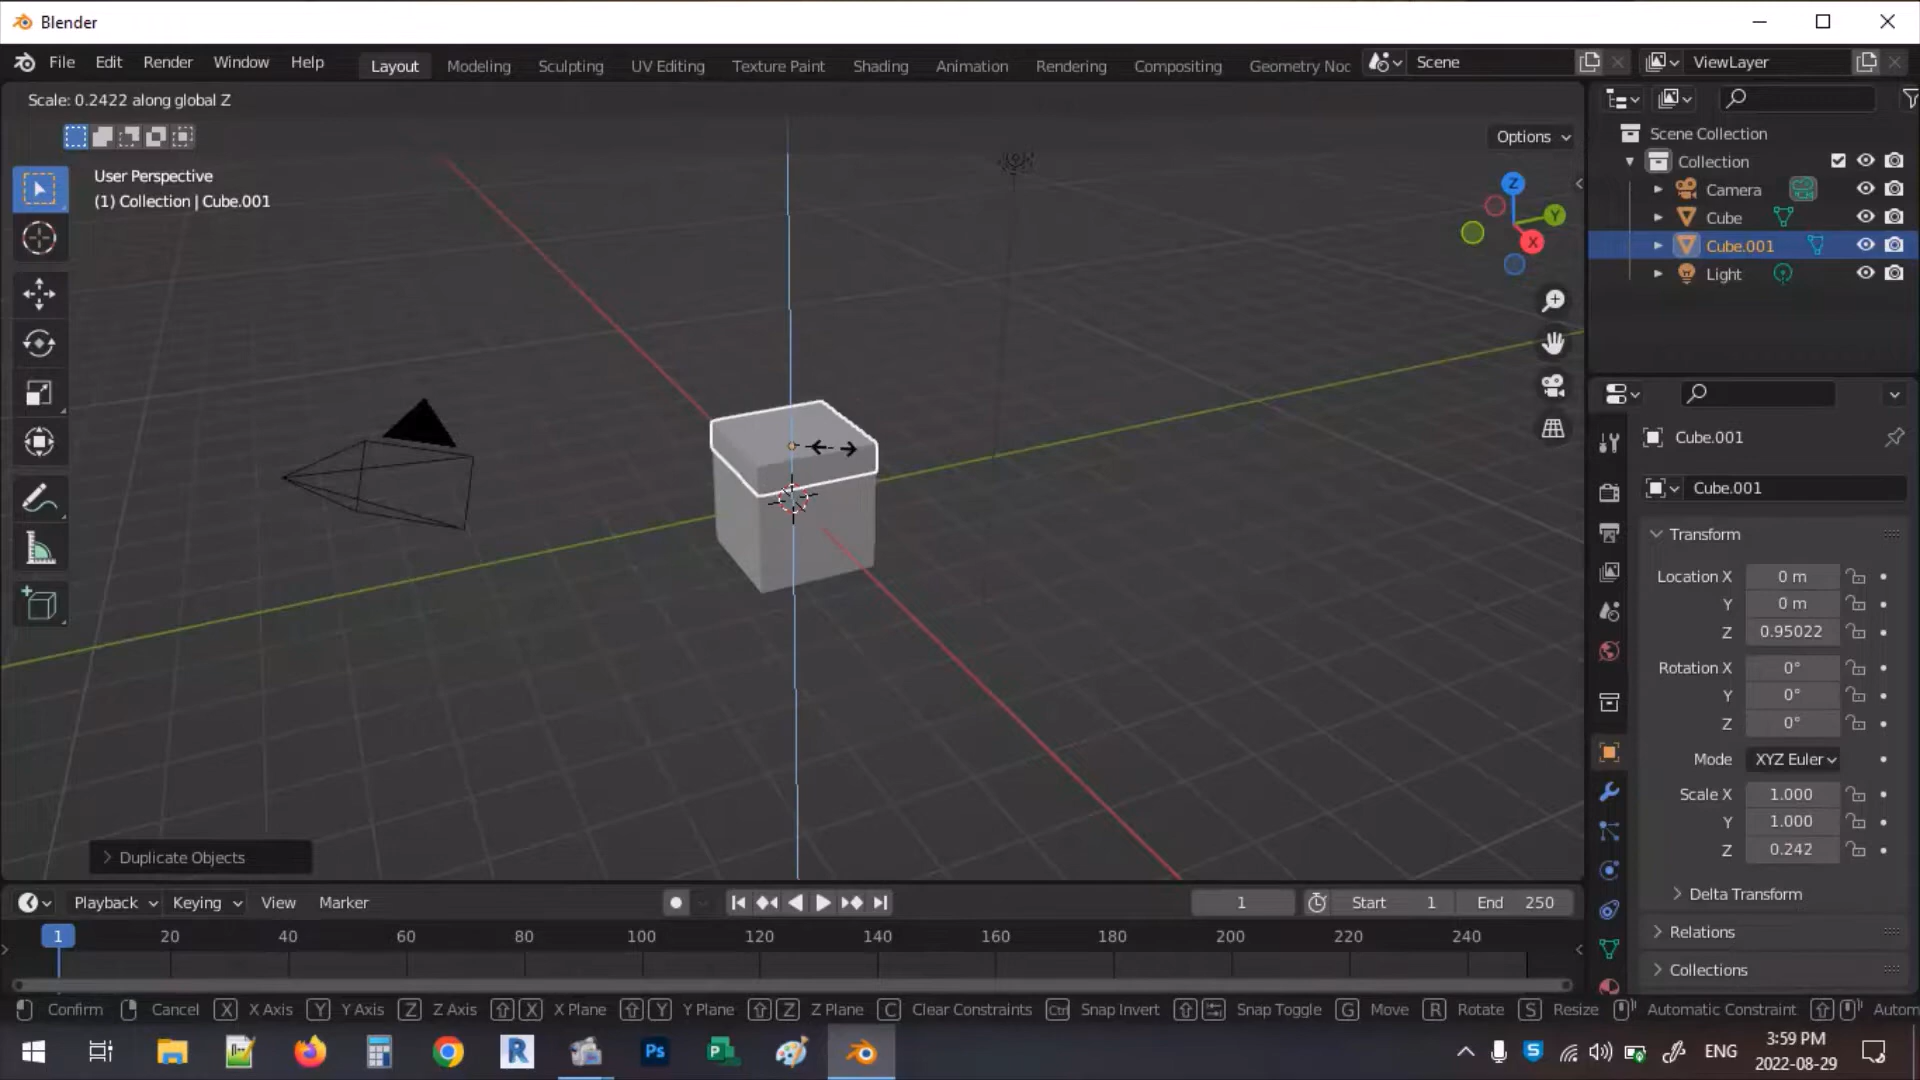 Blender
File Edit Render Window Help Layout Modeling Sculpting UV Editing Texture Paint Shading Animation Rendering Compositing Geometry Noc Scene ViewLayer
Scale: 0.2422 along global Z
Options
User Perspective
(1) Collection | Cube.001
Z
Y
X
Scene Collection
Collection
Camera
Cube
Cube.001
Light
Cube.001
Cube.001
Transform
Location X 0 m
Y 0 m
Z 0.95022
Rotation X 0°
Y 0°
Z 0°
Mode XYZ Euler
Scale X 1.000
Y 1.000
Z 0.242
Delta Transform
Relations
Collections
Duplicate Objects
Playback Keying View Marker 1 Start 1 End 250
1 20 40 60 80 100 120 140 160 180 200 220 240
Confirm Cancel X X Axis Y Y Axis Z Z Axis X X Plane Y Y Plane Z Z Plane C Clear Constraints Ctrl Snap Invert Snap Toggle G Move R Rotate S Resize Automatic Constraint Autom
R Ps P S ENG 3:59 PM
2022-08-29